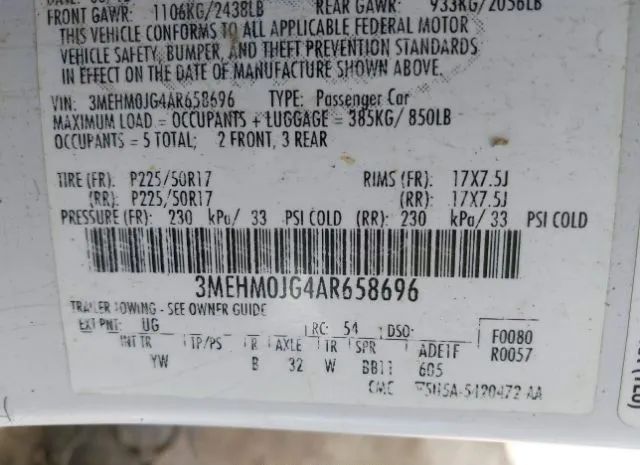 FRONT GAWR: 1106KG/2438LB REAR GAWR: 933KG/2056LB
THIS VEHICLE CONFORMS TO ALL APPLICABLE FEDERAL MOTOR
VEHICLE SAFETY, BUMPER, AND THEFT PREVENTION STANDARDS
IN EFFECT ON THE DATE OF MANUFACTURE SHOWN ABOVE.
VIN: 3MEHM0JG4AR658696 TYPE: Passenger Car
MAXIMUM LOAD = OCCUPANTS + LUGGAGE = 385KG/ 850LB
OCCUPANTS = 5 TOTAL; 2 FRONT, 3 REAR
TIRE (FR): P225/50R17 RIMS (FR): 17X7.5J
(RR): P225/50R17 (RR): 17X7.5J
PRESSURE (FR): 230 kPa/ 33 PSI COLD (RR): 230 kPa/ 33 PSI COLD
3MEHM0JG4AR658696
TRAILER TOWING - SEE OWNER GUIDE
EXT PNT: UG RC: 54 DSO: F0080
INT TR TP/PS R AXLE TR SPR ADE1F R0057
YW B 32 W BB11 605